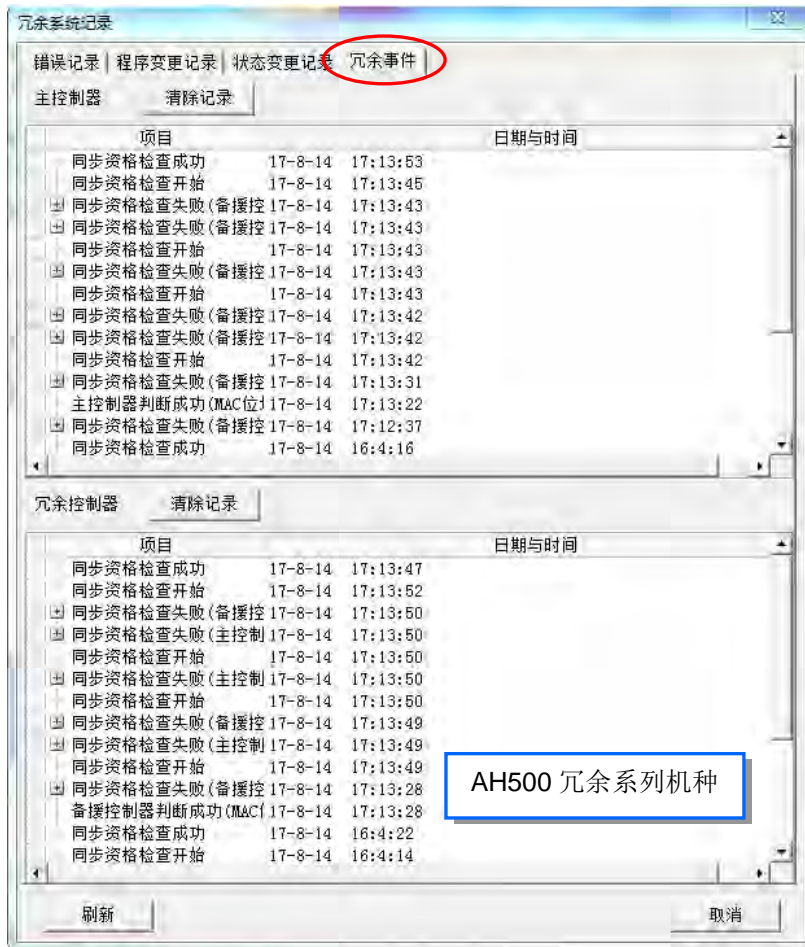 冗余系统记录
错误记录 程序变更记录 状态变更记录 冗余事件
主控制器 清除记录
项目 日期与时间
同步资格检查成功 17-8-14 17:13:53
同步资格检查开始 17-8-14 17:13:45
同步资格检查失败(备援控 17-8-14 17:13:43
同步资格检查失败(备援控 17-8-14 17:13:43
同步资格检查开始 17-8-14 17:13:43
同步资格检查失败(备援控 17-8-14 17:13:43
同步资格检查开始 17-8-14 17:13:43
同步资格检查失败(备援控 17-8-14 17:13:42
同步资格检查失败(备援控 17-8-14 17:13:42
同步资格检查开始 17-8-14 17:13:42
同步资格检查失败(备援控 17-8-14 17:13:31
主控制器判断成功(MAC位 17-8-14 17:13:22
同步资格检查失败(备援控 17-8-14 17:12:37
同步资格检查成功 17-8-14 16:4:16
冗余控制器 清除记录
项目 日期与时间
同步资格检查成功 17-8-14 17:13:47
同步资格检查开始 17-8-14 17:13:52
同步资格检查失败(备援控 17-8-14 17:13:50
同步资格检查失败(主控制 17-8-14 17:13:50
同步资格检查开始 17-8-14 17:13:50
同步资格检查失败(主控制 17-8-14 17:13:50
同步资格检查开始 17-8-14 17:13:50
同步资格检查失败(备援控 17-8-14 17:13:49
同步资格检查失败(主控制 17-8-14 17:13:49
同步资格检查开始 17-8-14 17:13:49
同步资格检查失败(备援控 17-8-14 17:13:28
备援控制器判断成功(MAC 17-8-14 17:13:28
同步资格检查成功 17-8-14 16:4:22
同步资格检查开始 17-8-14 16:4:14
AH500 冗余系列机种
刷新 取消